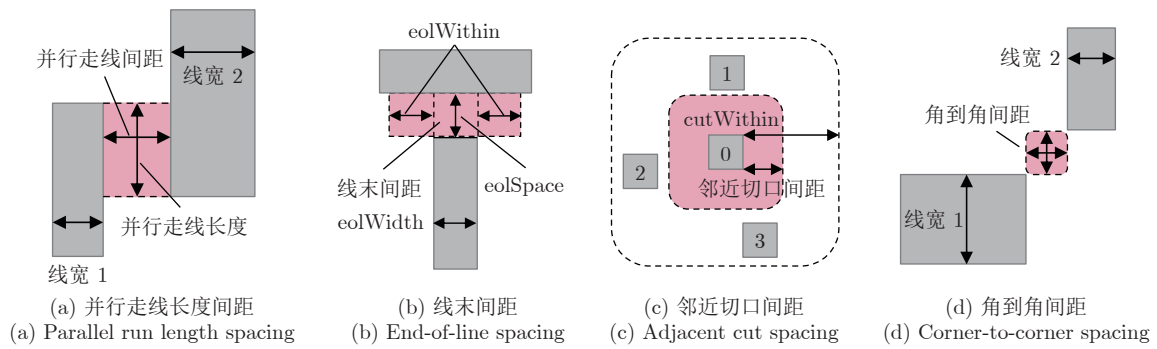 并行走线间距
线宽 2
并行走线长度
线宽 1
(a) 并行走线长度间距
(a) Parallel run length spacing
eolWithin
线末间距
eolSpace
eolWidth
(b) 线末间距
(b) End-of-line spacing
1
cutWithin
0
2
邻近切口间距
3
(c) 邻近切口间距
(c) Adjacent cut spacing
线宽 2
角到角间距
线宽 1
(d) 角到角间距
(d) Corner-to-corner spacing